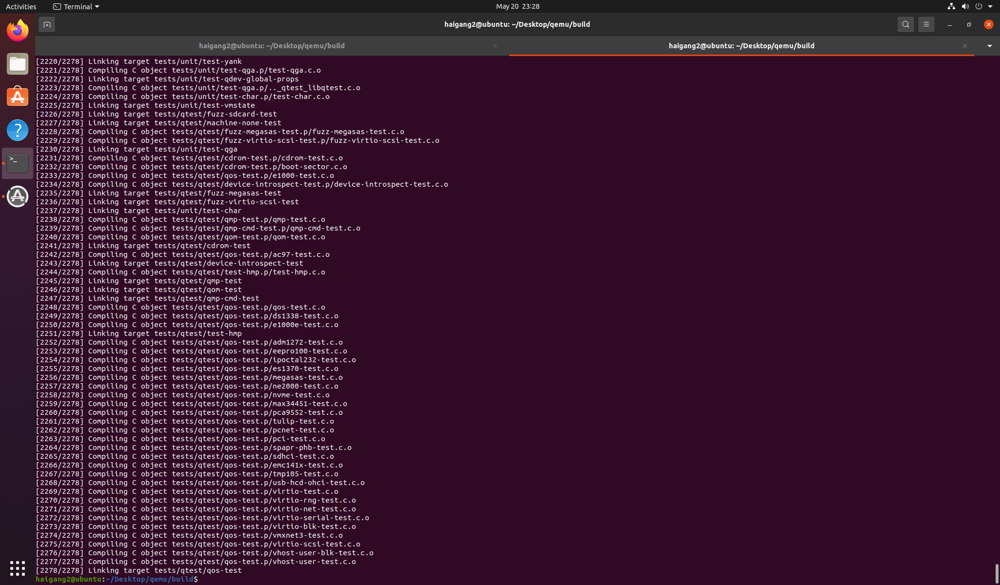 Activities
Terminal
May 20 23:28
haigang2@ubuntu: ~/Desktop/qemu/build
haigang2@ubuntu: ~/Desktop/qemu/build
haigang2@ubuntu: ~/Desktop/qemu/build
[2220/2278] Linking target tests/unit/test-yank
[2221/2278] Compiling C object tests/unit/test-qga.p/test-qga.c.o
[2222/2278] Linking target tests/unit/test-qdev-global-props
[2223/2278] Compiling C object tests/unit/test-qga.p/.._qtest_libqtest.c.o
[2224/2278] Compiling C object tests/unit/test-char.p/test-char.c.o
[2225/2278] Linking target tests/unit/test-vmstate
[2226/2278] Linking target tests/qtest/fuzz-sdcard-test
[2227/2278] Linking target tests/qtest/machine-none-test
[2228/2278] Compiling C object tests/qtest/fuzz-megasas-test.p/fuzz-megasas-test.c.o
[2229/2278] Compiling C object tests/qtest/fuzz-virtio-scsi-test.p/fuzz-virtio-scsi-test.c.o
[2230/2278] Linking target tests/unit/test-qga
[2231/2278] Compiling C object tests/qtest/cdrom-test.p/cdrom-test.c.o
[2232/2278] Compiling C object tests/qtest/cdrom-test.p/boot-sector.c.o
[2233/2278] Compiling C object tests/qtest/qos-test.p/e1000-test.c.o
[2234/2278] Compiling C object tests/qtest/device-introspect-test.p/device-introspect-test.c.o
[2235/2278] Linking target tests/qtest/fuzz-megasas-test
[2236/2278] Linking target tests/qtest/fuzz-virtio-scsi-test
[2237/2278] Linking target tests/unit/test-char
[2238/2278] Compiling C object tests/qtest/qmp-test.p/qmp-test.c.o
[2239/2278] Compiling C object tests/qtest/qmp-cmd-test.p/qmp-cmd-test.c.o
[2240/2278] Compiling C object tests/qtest/qom-test.p/qom-test.c.o
[2241/2278] Linking target tests/qtest/cdrom-test
[2242/2278] Compiling C object tests/qtest/qos-test.p/ac97-test.c.o
[2243/2278] Linking target tests/qtest/device-introspect-test
[2244/2278] Compiling C object tests/qtest/test-hmp.p/test-hmp.c.o
[2245/2278] Linking target tests/qtest/qmp-test
[2246/2278] Linking target tests/qtest/qom-test
[2247/2278] Linking target tests/qtest/qmp-cmd-test
[2248/2278] Compiling C object tests/qtest/qos-test.p/qos-test.c.o
[2249/2278] Compiling C object tests/qtest/qos-test.p/ds1338-test.c.o
[2250/2278] Compiling C object tests/qtest/qos-test.p/e1000e-test.c.o
[2251/2278] Linking target tests/qtest/test-hmp
[2252/2278] Compiling C object tests/qtest/qos-test.p/adm1272-test.c.o
[2253/2278] Compiling C object tests/qtest/qos-test.p/eepro100-test.c.o
[2254/2278] Compiling C object tests/qtest/qos-test.p/ipoctal232-test.c.o
[2255/2278] Compiling C object tests/qtest/qos-test.p/es1370-test.c.o
[2256/2278] Compiling C object tests/qtest/qos-test.p/megasas-test.c.o
[2257/2278] Compiling C object tests/qtest/qos-test.p/ne2000-test.c.o
[2258/2278] Compiling C object tests/qtest/qos-test.p/nvme-test.c.o
[2259/2278] Compiling C object tests/qtest/qos-test.p/max34451-test.c.o
[2260/2278] Compiling C object tests/qtest/qos-test.p/pca9552-test.c.o
[2261/2278] Compiling C object tests/qtest/qos-test.p/tulip-test.c.o
[2262/2278] Compiling C object tests/qtest/qos-test.p/pcnet-test.c.o
[2263/2278] Compiling C object tests/qtest/qos-test.p/pci-test.c.o
[2264/2278] Compiling C object tests/qtest/qos-test.p/spapr-phb-test.c.o
[2265/2278] Compiling C object tests/qtest/qos-test.p/sdhci-test.c.o
[2266/2278] Compiling C object tests/qtest/qos-test.p/emc141x-test.c.o
[2267/2278] Compiling C object tests/qtest/qos-test.p/tmp105-test.c.o
[2268/2278] Compiling C object tests/qtest/qos-test.p/usb-hcd-ohci-test.c.o
[2269/2278] Compiling C object tests/qtest/qos-test.p/virtio-test.c.o
[2270/2278] Compiling C object tests/qtest/qos-test.p/virtio-rng-test.c.o
[2271/2278] Compiling C object tests/qtest/qos-test.p/virtio-net-test.c.o
[2272/2278] Compiling C object tests/qtest/qos-test.p/virtio-serial-test.c.o
[2273/2278] Compiling C object tests/qtest/qos-test.p/virtio-blk-test.c.o
[2274/2278] Compiling C object tests/qtest/qos-test.p/vmxnet3-test.c.o
[2275/2278] Compiling C object tests/qtest/qos-test.p/virtio-scsi-test.c.o
[2276/2278] Compiling C object tests/qtest/qos-test.p/vhost-user-blk-test.c.o
[2277/2278] Compiling C object tests/qtest/qos-test.p/vhost-user-test.c.o
[2278/2278] Linking target tests/qtest/qos-test
haigang2@ubuntu:~/Desktop/qemu/build$